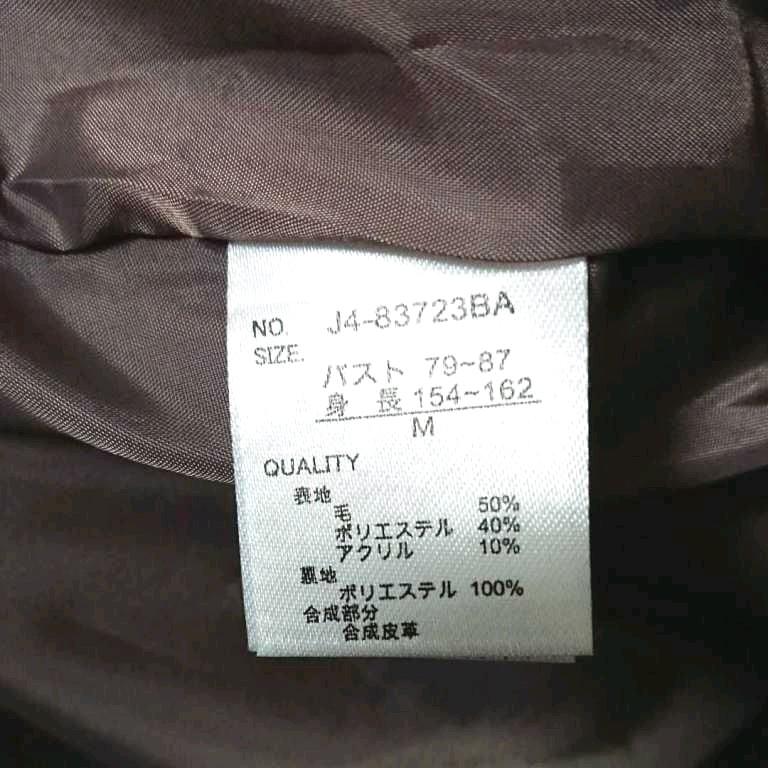 NO. J4-83723BA
SIZE.
バスト 79~87
身 長 154~162
M
QUALITY
表地
毛 50%
ポリエステル 40%
アクリル 10%
裏地
ポリエステル 100%
合成部分
合成皮革